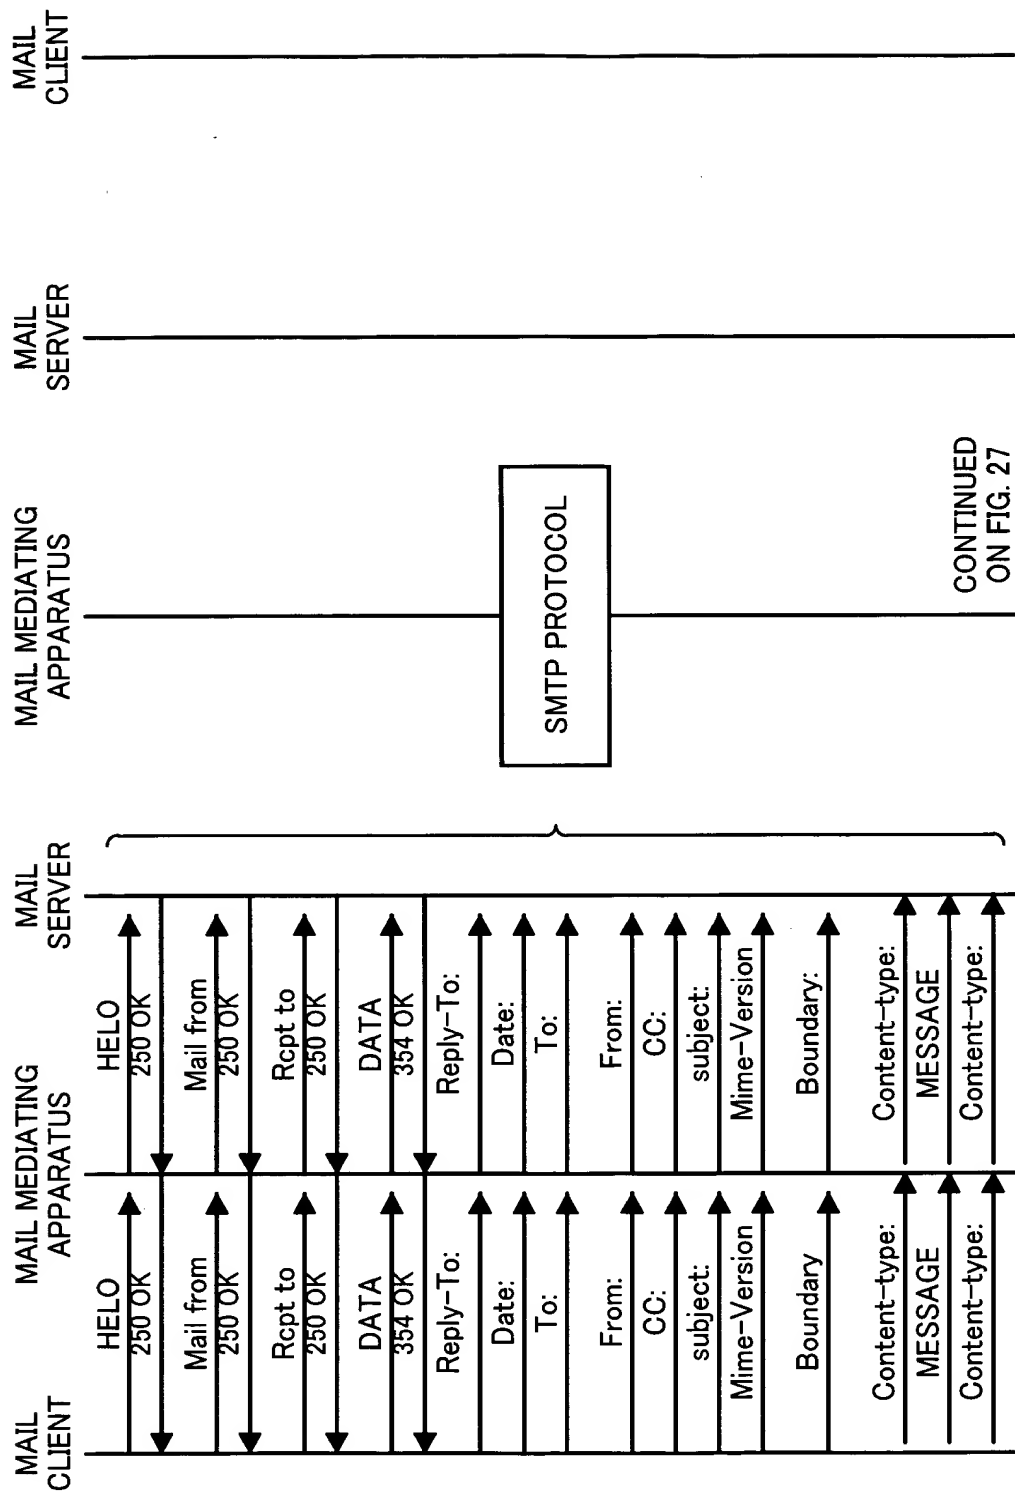 MAIL
CLIENT
MAIL MEDIATING
APPARATUS
MAIL
SERVER
MAIL MEDIATING
APPARATUS
MAIL
SERVER
MAIL
CLIENT
HELO
250 OK
Mail from
250 OK
Rcpt to
250 OK
DATA
354 OK
Reply-To:
Date:
To:
From:
CC:
subject:
Mime-Version
Boundary
Content-type:
MESSAGE
Content-type:
HELO
250 OK
Mail from
250 OK
Rcpt to
250 OK
DATA
354 OK
Reply-To:
Date:
To:
From:
CC:
subject:
Mime-Version
Boundary:
Content-type:
MESSAGE
Content-type:
SMTP PROTOCOL
CONTINUED
ON FIG. 27